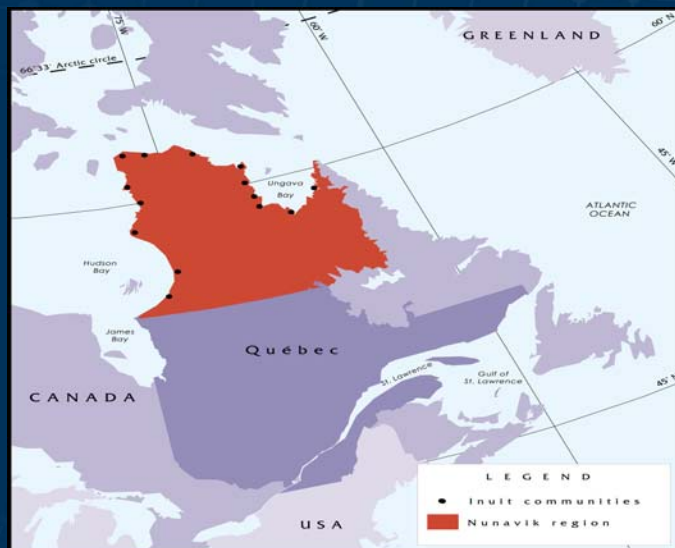 75° W
60° W
60° N
GREENLAND
66°33' Arctic circle
45° W
Ungava
Bay
ATLANTIC
OCEAN
Hudson
Bay
James
Bay
Québec
St. Lawrence
Gulf of
St. Lawrence
45° N
CANADA
USA
LEGEND
Inuit communities
Nunavik region